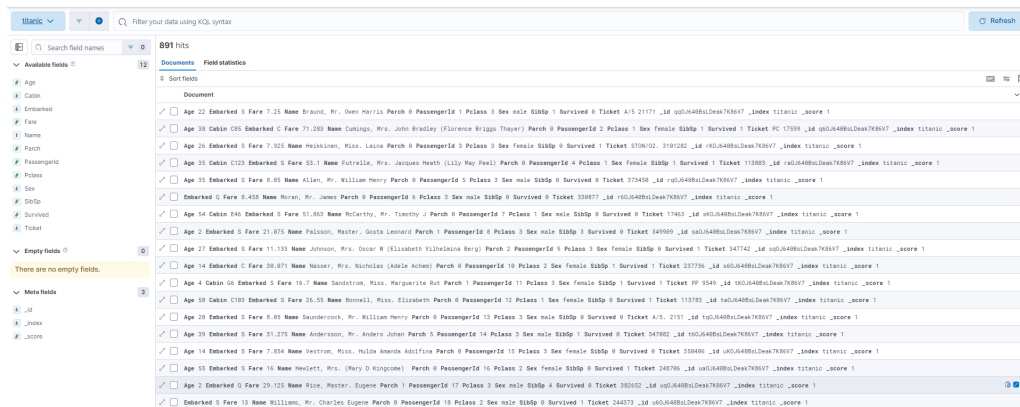 titanic
Filter your data using KQL syntax
Refresh
Search field names
0
891 hits
Documents
Field statistics
Available fields
12
Sort fields
Document
Age
Cabin
Embarked
Fare
Name
Parch
PassengerId
Pclass
Sex
SibSp
Survived
Ticket
Empty fields
0
There are no empty fields.
Meta fields
3
_id
_index
_score
Age 22 Embarked S Fare 7.25 Name Braund, Mr. Owen Harris Parch 0 PassengerId 1 Pclass 3 Sex male SibSp 1 Survived 0 Ticket A/5 21171 _id _index titanic _score 1
Age 38 Cabin C85 Embarked C Fare 71.283 Name Cumings, Mrs. John Bradley (Florence Briggs Thayer) Parch 0 PassengerId 2 Pclass 1 Sex female SibSp 1 Survived 1 Ticket PC 17599 _id _index titanic _score 1
Age 26 Embarked S Fare 7.925 Name Heikkinen, Miss. Laina Parch 0 PassengerId 3 Pclass 3 Sex female SibSp 0 Survived 1 Ticket STON/O2. 3101282 _id _index titanic _score 1
Age 35 Cabin C123 Embarked S Fare 53.1 Name Futrelle, Mrs. Jacques Heath (Lily May Peel) Parch 0 PassengerId 4 Pclass 1 Sex female SibSp 1 Survived 1 Ticket 113803 _id _index titanic _score 1
Age 35 Embarked S Fare 8.05 Name Allen, Mr. William Henry Parch 0 PassengerId 5 Pclass 3 Sex male SibSp 0 Survived 0 Ticket 373450 _id _index titanic _score 1
Embarked Q Fare 8.458 Name Moran, Mr. James Parch 0 PassengerId 6 Pclass 3 Sex male SibSp 0 Survived 0 Ticket 330877 _id _index titanic _score 1
Age 54 Cabin E46 Embarked S Fare 51.863 Name McCarthy, Mr. Timothy J Parch 0 PassengerId 7 Pclass 1 Sex male SibSp 0 Survived 0 Ticket 17463 _id _index titanic _score 1
Age 2 Embarked S Fare 21.075 Name Palsson, Master. Gosta Leonard Parch 1 PassengerId 8 Pclass 3 Sex male SibSp 3 Survived 0 Ticket 349909 _id _index titanic _score 1
Age 27 Embarked S Fare 11.133 Name Johnson, Mrs. Oscar W (Elisabeth Vilhelmina Berg) Parch 2 PassengerId 9 Pclass 3 Sex female SibSp 0 Survived 1 Ticket 347742 _id _index titanic _score 1
Age 14 Embarked C Fare 30.071 Name Nasser, Mrs. Nicholas (Adele Achem) Parch 0 PassengerId 10 Pclass 2 Sex female SibSp 1 Survived 1 Ticket 237736 _id _index titanic _score 1
Age 4 Cabin G6 Embarked S Fare 16.7 Name Sandstrom, Miss. Marguerite Rut Parch 1 PassengerId 11 Pclass 3 Sex female SibSp 1 Survived 1 Ticket PP 9549 _id _index titanic _score 1
Age 58 Cabin C103 Embarked S Fare 26.55 Name Bonnell, Miss. Elizabeth Parch 0 PassengerId 12 Pclass 1 Sex female SibSp 0 Survived 1 Ticket 113783 _id _index titanic _score 1
Age 20 Embarked S Fare 8.05 Name Saundercock, Mr. William Henry Parch 0 PassengerId 13 Pclass 3 Sex male SibSp 0 Survived 0 Ticket A/5. 2151 _id _index titanic _score 1
Age 39 Embarked S Fare 31.275 Name Andersson, Mr. Anders Johan Parch 5 PassengerId 14 Pclass 3 Sex male SibSp 1 Survived 0 Ticket 347082 _id _index titanic _score 1
Age 14 Embarked S Fare 7.854 Name Vestrom, Miss. Hulda Amanda Adolfina Parch 0 PassengerId 15 Pclass 3 Sex female SibSp 0 Survived 0 Ticket 350406 _id _index titanic _score 1
Age 55 Embarked S Fare 16 Name Hewlett, Mrs. (Mary D Kingcome) Parch 0 PassengerId 16 Pclass 2 Sex female SibSp 0 Survived 1 Ticket 248706 _id _index titanic _score 1
Age 2 Embarked Q Fare 29.125 Name Rice, Master. Eugene Parch 1 PassengerId 17 Pclass 3 Sex male SibSp 4 Survived 0 Ticket 382652 _id _index titanic _score 1
Embarked S Fare 13 Name Williams, Mr. Charles Eugene Parch 0 PassengerId 18 Pclass 2 Sex male SibSp 0 Survived 1 Ticket 244373 _id _index titanic _score 1